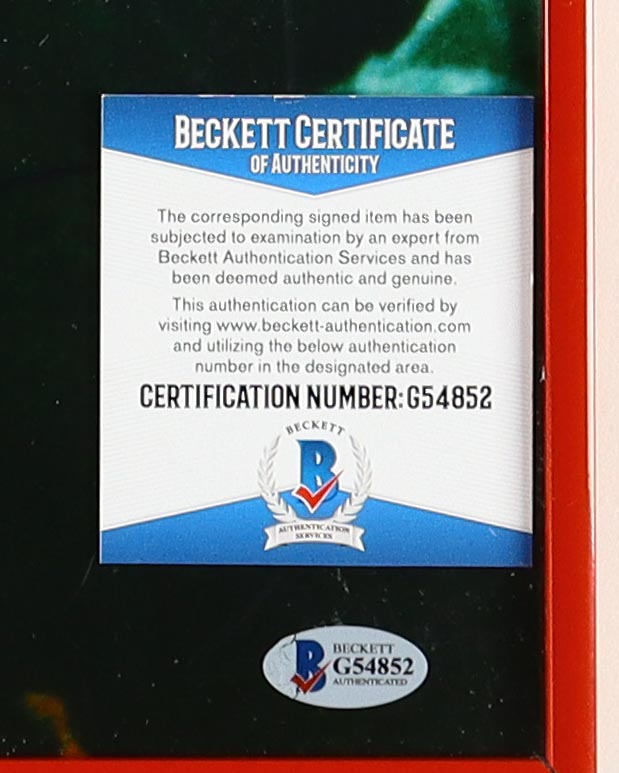 BECKETT CERTIFICATE
OF AUTHENTICITY
The corresponding signed item has been
subjected to examination by an expert from
Beckett Authentication Services and has
been deemed authentic and genuine.
This authentication can be verified by
visiting www.beckett-authentication.com
and utilizing the below authentication
number in the designated area.
CERTIFICATION NUMBER:G54852
BECKETT
B
AUTHENTICATION
SERVICES
B
BECKETT
G54852
AUTHENTICATED